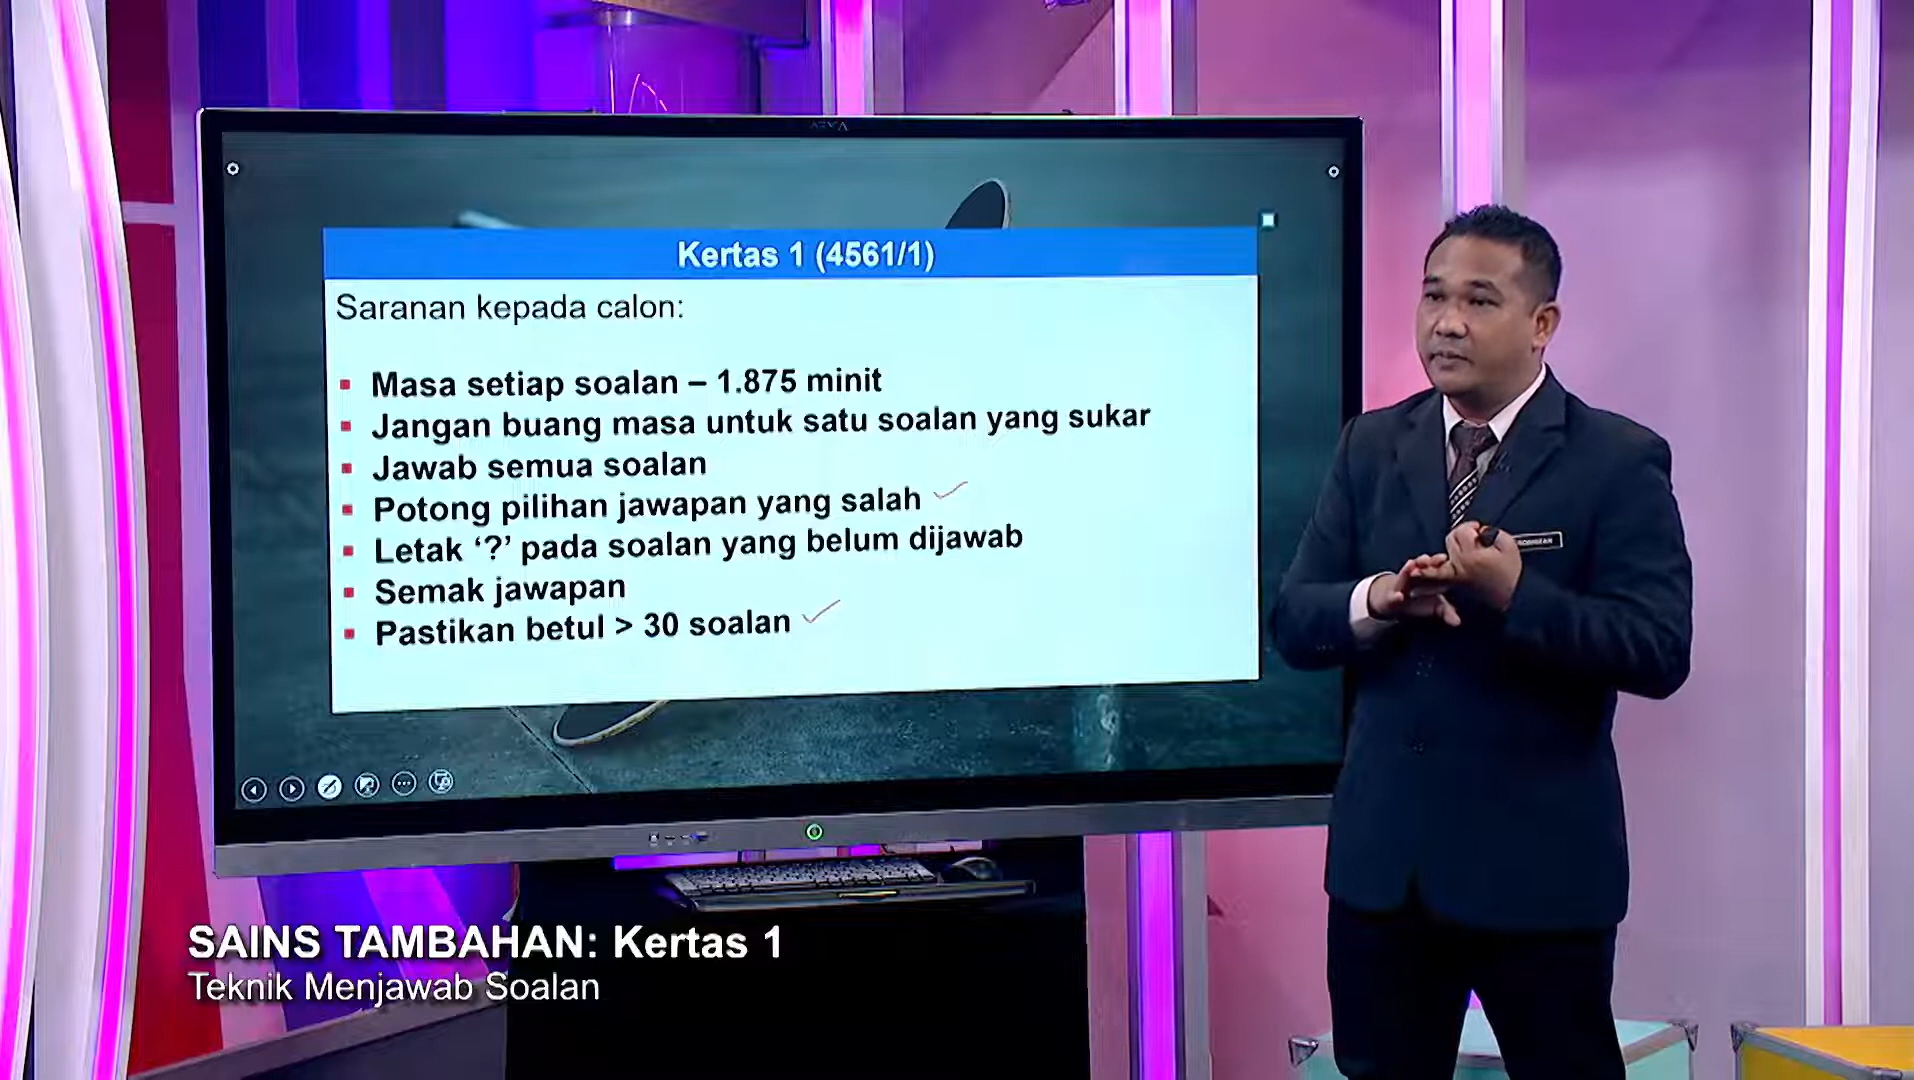 Kertas 1 (4561/1)
Saranan kepada calon:
Masa setiap soalan – 1.875 minit
Jangan buang masa untuk satu soalan yang sukar
Jawab semua soalan
Potong pilihan jawapan yang salah
Letak ‘?’ pada soalan yang belum dijawab
Semak jawapan
Pastikan betul > 30 soalan
SAINS TAMBAHAN: Kertas 1
Teknik Menjawab Soalan